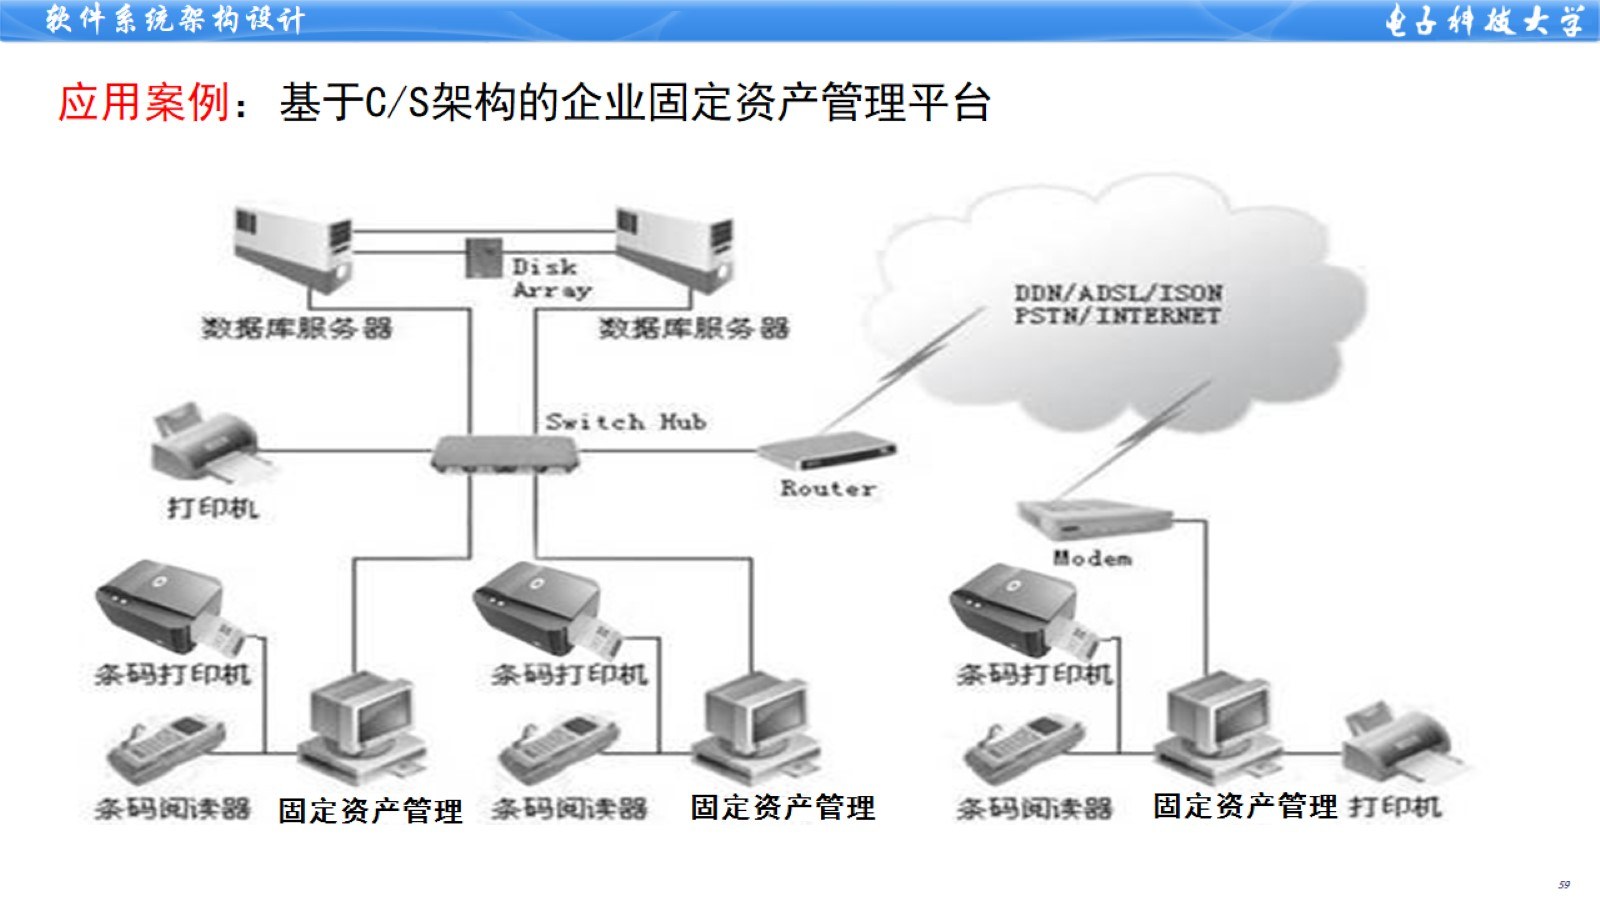 软件系统架构设计
电子科技大学
应用案例：基于C/S架构的企业固定资产管理平台
Disk
Array
DDN/ADSL/ISON
PSTN/INTERNET
数据库服务器
数据库服务器
Switch Hub
打印机
Router
Modem
条码打印机
条码打印机
条码打印机
条码阅读器
固定资产管理
条码阅读器
固定资产管理
条码阅读器
固定资产管理
打印机
59